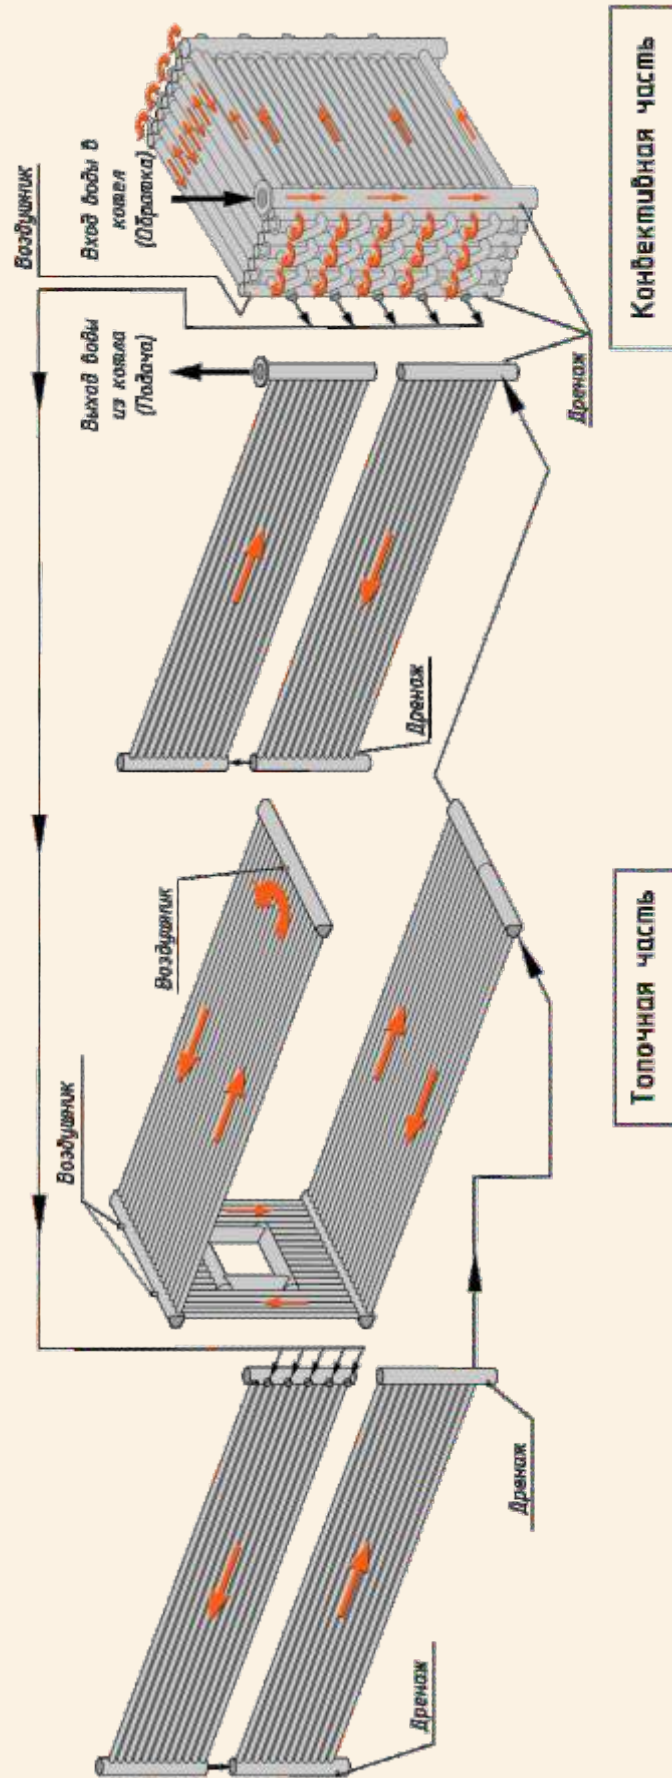 Воздушник
Вход воды в
котел
(Обратка)
Выход воды
из котла
(Подача)
Воздушник
Воздушник
Дренаж
Дренаж
Дренаж
Дренаж
Топочная часть
Конвективная часть